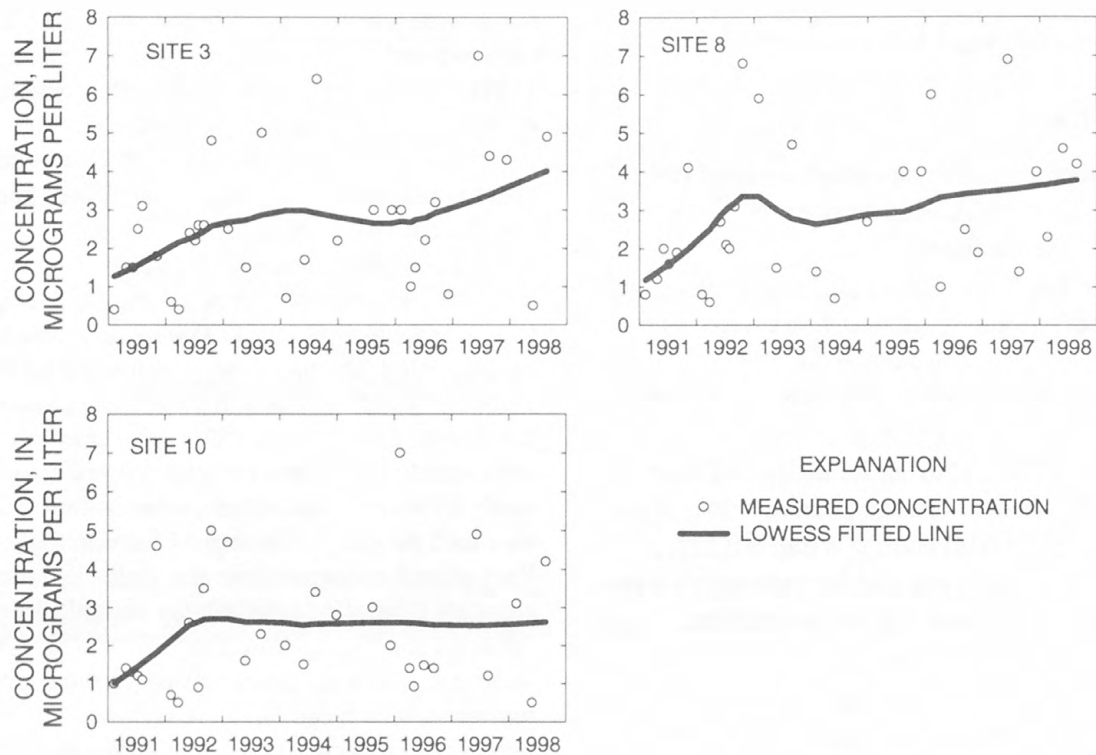 CONCENTRATION, IN
MICROGRAMS PER LITER
8
7
6
5
4
3
2
1
0
SITE 3
1991 1992 1993 1994 1995 1996 1997 1998
8
7
6
5
4
3
2
1
0
SITE 8
1991 1992 1993 1994 1995 1996 1997 1998
CONCENTRATION, IN
MICROGRAMS PER LITER
8
7
6
5
4
3
2
1
0
SITE 10
1991 1992 1993 1994 1995 1996 1997 1998
EXPLANATION
MEASURED CONCENTRATION
LOWESS FITTED LINE